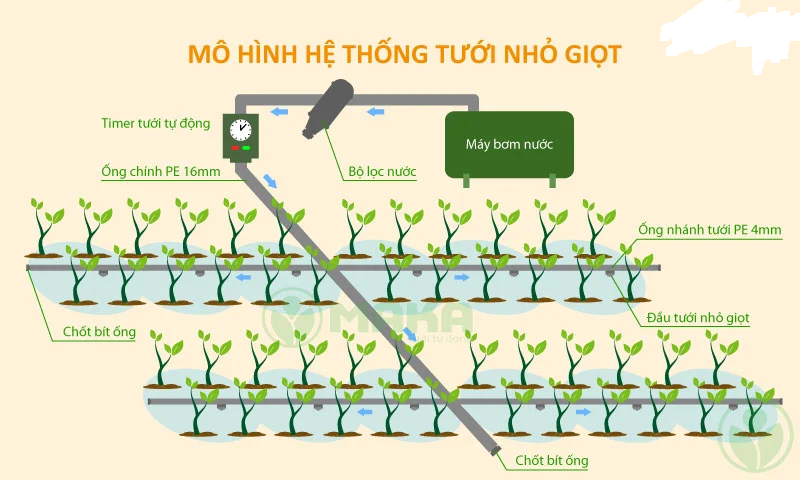 MÔ HÌNH HỆ THỐNG TƯỚI NHỎ GIỌT
Timer tưới tự động
Máy bơm nước
Ống chính PE 16mm
Bộ lọc nước
Ống nhánh tưới PE 4mm
Đầu tưới nhỏ giọt
MAKA
Chốt bít ống
Chốt bít ống